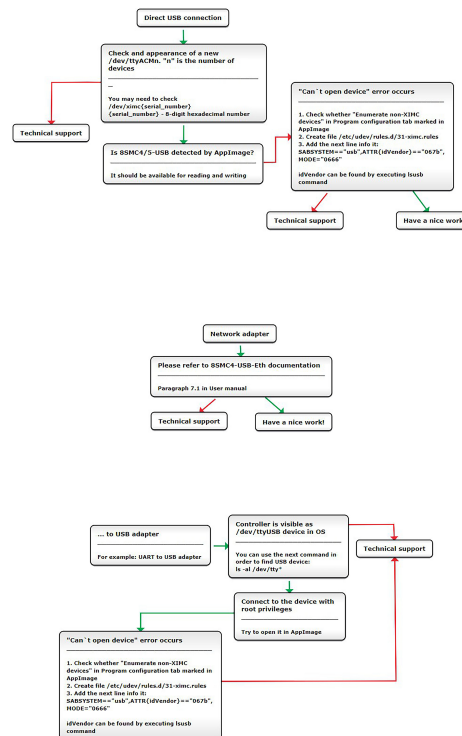 Direct USB connection
Check and appearance of a new
/dev/ttyACMn. "n" is the number of
devices
...
You may need to check
/dev/ximc{serial_number}
{serial_number} - 8-digit hexadecimal number
Technical support
Is 8SMC4/5-USB detected by AppImage?
It should be available for reading and writing
"Can`t open device" error occurs
1. Check whether "Enumerate non-XIMC
devices" in Program configuration tab marked in
AppImage
2. Create file /etc/udev/rules.d/31-ximc.rules
3. Add the next line info it:
SABSYSTEM=="usb",ATTR{idVendor}=="067b",
MODE="0666"
idVendor can be found by executing lsusb
command
Technical support
Have a nice work
Network adapter
Please refer to 8SMC4-USB-Eth documentation
Paragraph 7.1 in User manual
Technical support
Have a nice work!
... to USB adapter
For example: UART to USB adapter
Controller is visible as
/dev/ttyUSB device in OS
You can use the next command in
order to find USB device:
ls -al /dev/tty*
Technical support
Connect to the device with
root privileges
Try to open it in AppImage
"Can`t open device" error occurs
1. Check whether "Enumerate non-XIMC
devices" in Program configuration tab marked in
AppImage
2. Create file /etc/udev/rules.d/31-ximc.rules
3. Add the next line info it:
SABSYSTEM=="usb",ATTR{idVendor}=="067b",
MODE="0666"
idVendor can be found by executing lsusb
command